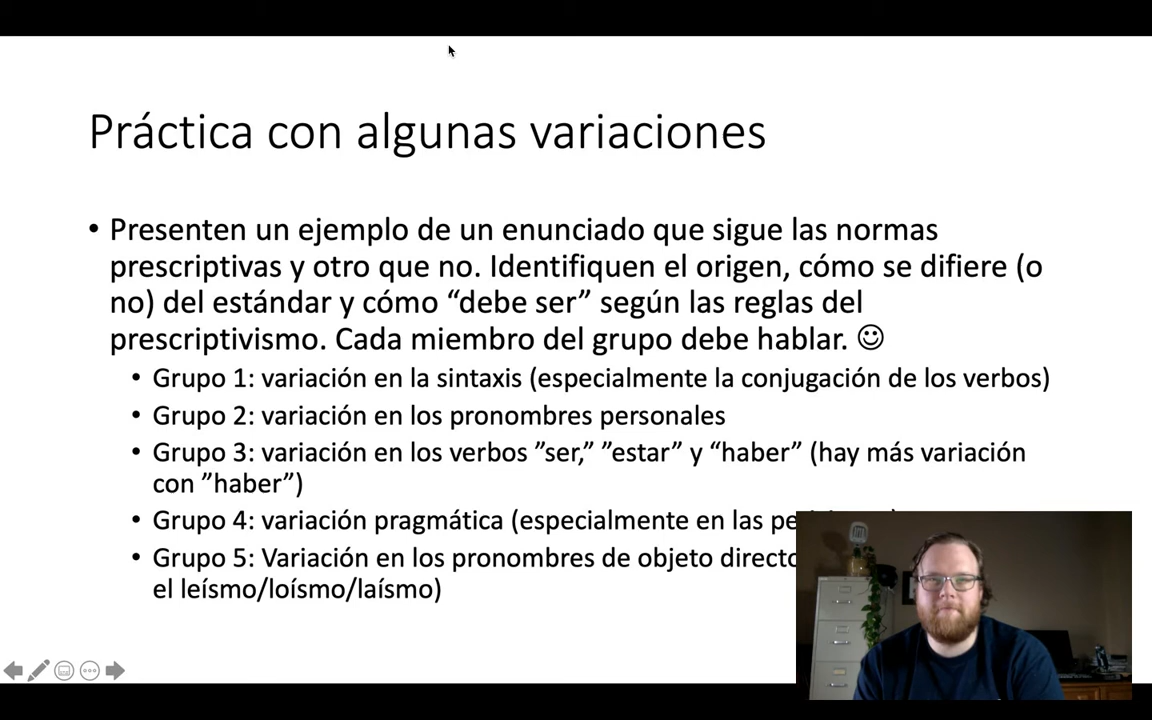 Práctica con algunas variaciones
• Presenten un ejemplo de un enunciado que sigue las normas
prescriptivas y otro que no. Identifiquen el origen, cómo se difiere (o
no) del estándar y cómo “debe ser” según las reglas del
prescriptivismo. Cada miembro del grupo debe hablar. ☺
• Grupo 1: variación en la sintaxis (especialmente la conjugación de los verbos)
• Grupo 2: variación en los pronombres personales
• Grupo 3: variación en los verbos ”ser,” ”estar” y “haber” (hay más variación
con ”haber”)
• Grupo 4: variación pragmática (especialmente en las
• Grupo 5: Variación en los pronombres de objeto
el leísmo/loísmo/laísmo)